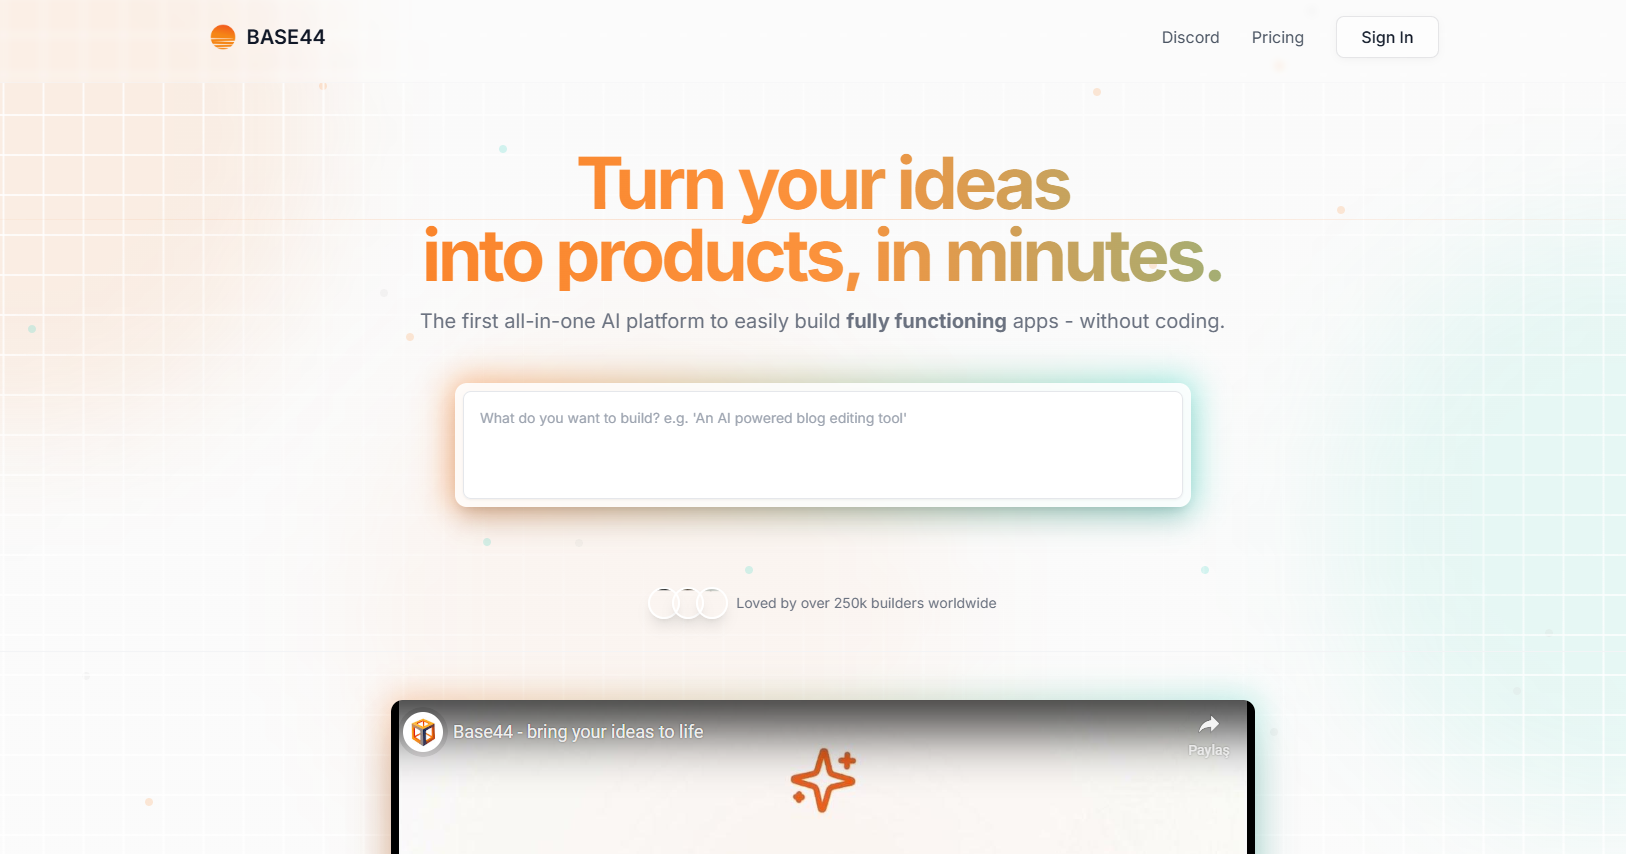 BASE44
Discord
Pricing
Sign In
Turn your ideas
into products, in minutes.
The first all-in-one AI platform to easily build fully functioning apps - without coding.
What do you want to build? e.g. 'An AI powered blog editing tool'
Loved by over 250k builders worldwide
Base44 - bring your ideas to life
Paylaş